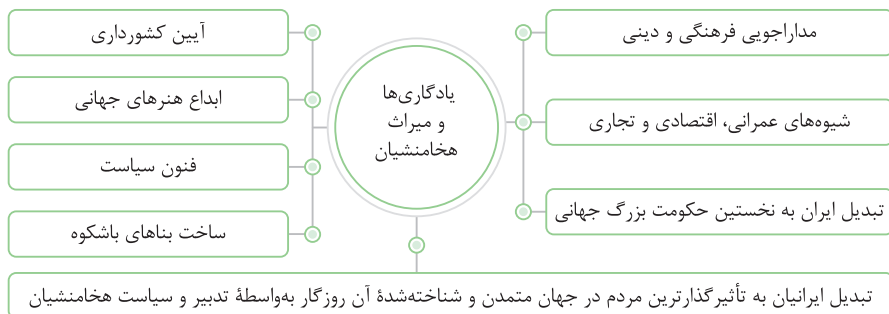 یادگاری‌ها
و میراث
هخامنشیان
مداراجویی فرهنگی و دینی
شیوه‌های عمرانی، اقتصادی و تجاری
تبدیل ایران به نخستین حکومت بزرگ جهانی
آیین کشورداری
ابداع هنرهای جهانی
فنون سیاست
ساخت بناهای باشکوه
تبدیل ایرانیان به تأثیرگذارترین مردم در جهان متمدن و شناخته‌شدهٔ آن روزگار به‌واسطهٔ تدبیر و سیاست هخامنشیان